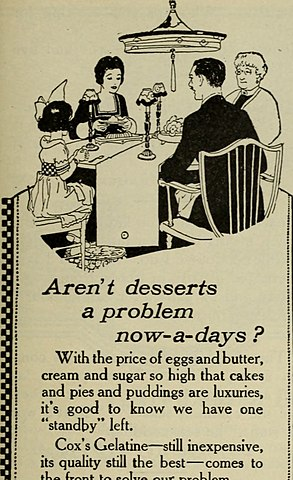 Aren't desserts
a problem
now-a-days?
With the price of eggs and butter,
cream and sugar so high that cakes
and pies and puddings are luxuries,
it's good to know we have one
"standby" left.
Cox's Gelatine—still inexpensive,
its quality still the best—comes to
the front to solve our problem